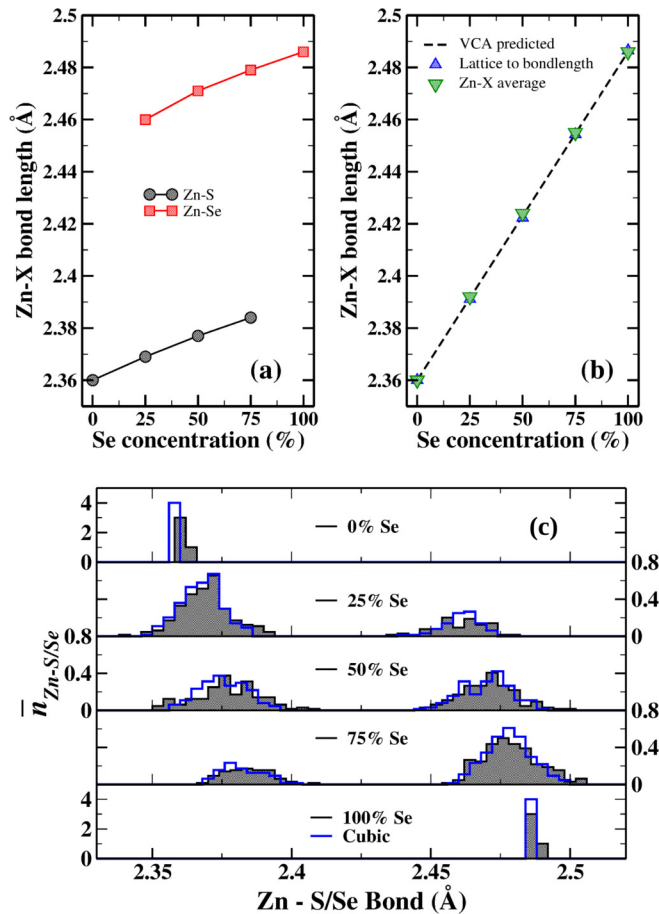 2.5
2.48
2.46
2.44
2.42
2.4
2.38
2.36
Zn-X bond length (Å)
Zn-S
Zn-Se
(a)
0 25 50 75 100
Se concentration (%)
2.5
2.48
2.46
2.44
2.42
2.4
2.38
2.36
Zn-X bond length (Å)
VCA predicted
Lattice to bondlength
Zn-X average
(b)
0 25 50 75 100
Se concentration (%)
4
2
0
0% Se
(c)
0.8
0.4
0
25% Se
0.8
0.4
0
50% Se
0.8
0.4
0
75% Se
4
2
0
100% Se
Cubic
n̅ Zn-S/Se
2.35 2.4 2.45 2.5
Zn - S/Se Bond (Å)